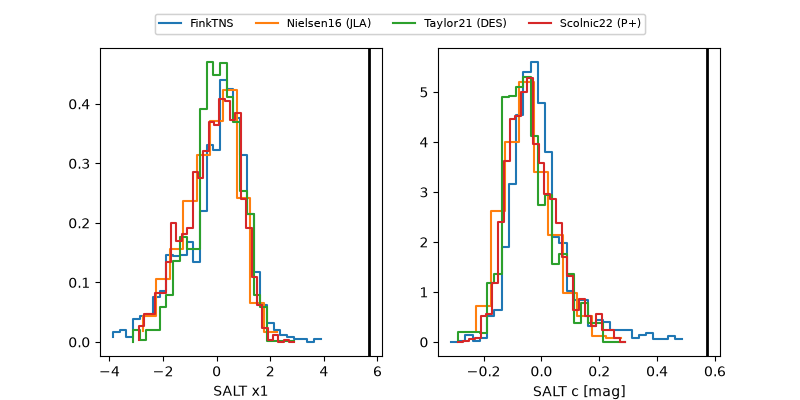 FinkTNS Nielsen16 (JLA) Taylor21 (DES) Scolnic22 (P+)
0.4
0.3
0.2
0.1
0.0
−4 −2 0 2 4 6
SALT x1
5
4
3
2
1
0
−0.2 0.0 0.2 0.4 0.6
SALT c [mag]